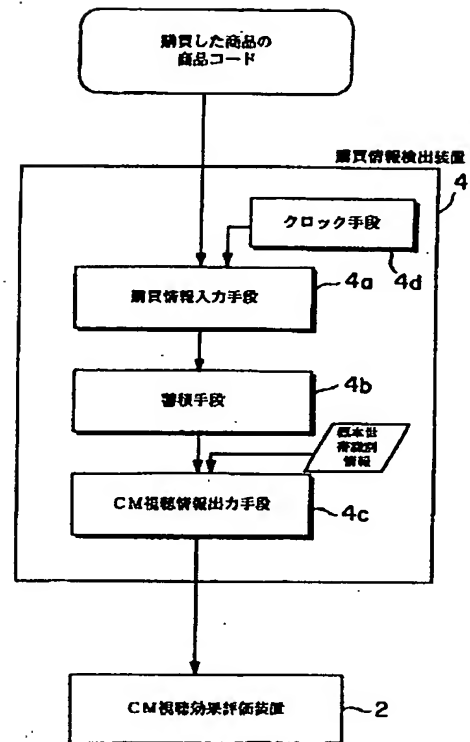 購買した商品の
商品コード
購買情報検出装置
4
クロック手段
4d
購買情報入力手段
4a
蓄積手段
4b
標本世
帯識別
情報
CM視聴情報出力手段
4c
CM視聴効果評価装置
2